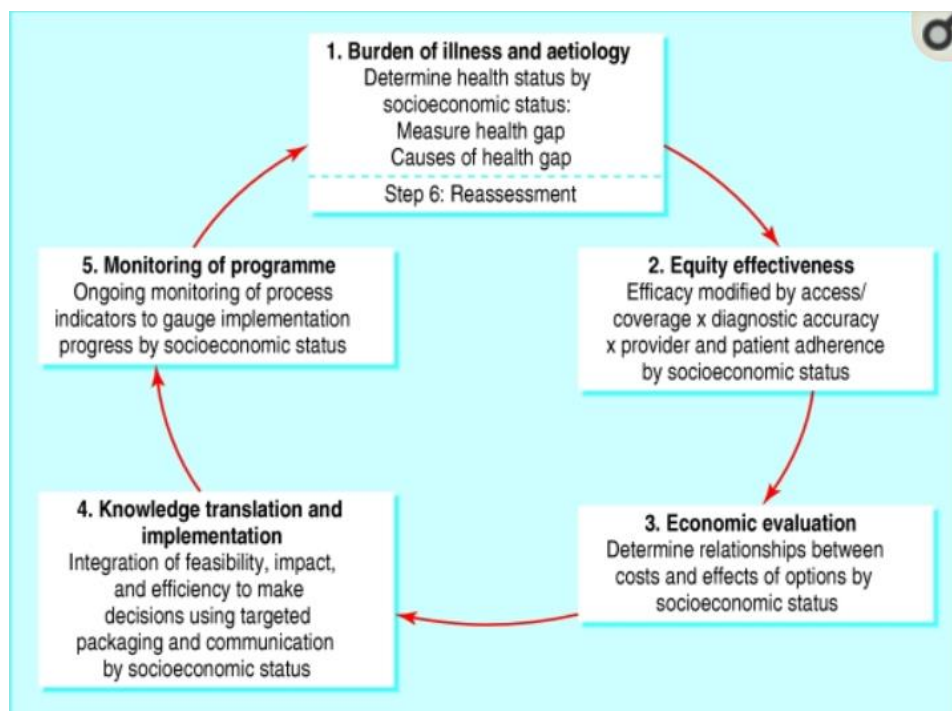 1. Burden of illness and aetiology
Determine health status by
socioeconomic status:
Measure health gap
Causes of health gap
Step 6: Reassessment
2. Equity effectiveness
Efficacy modified by access/
coverage x diagnostic accuracy
x provider and patient adherence
by socioeconomic status
3. Economic evaluation
Determine relationships between
costs and effects of options by
socioeconomic status
4. Knowledge translation and
implementation
Integration of feasibility, impact,
and efficiency to make
decisions using targeted
packaging and communication
by socioeconomic status
5. Monitoring of programme
Ongoing monitoring of process
indicators to gauge implementation
progress by socioeconomic status